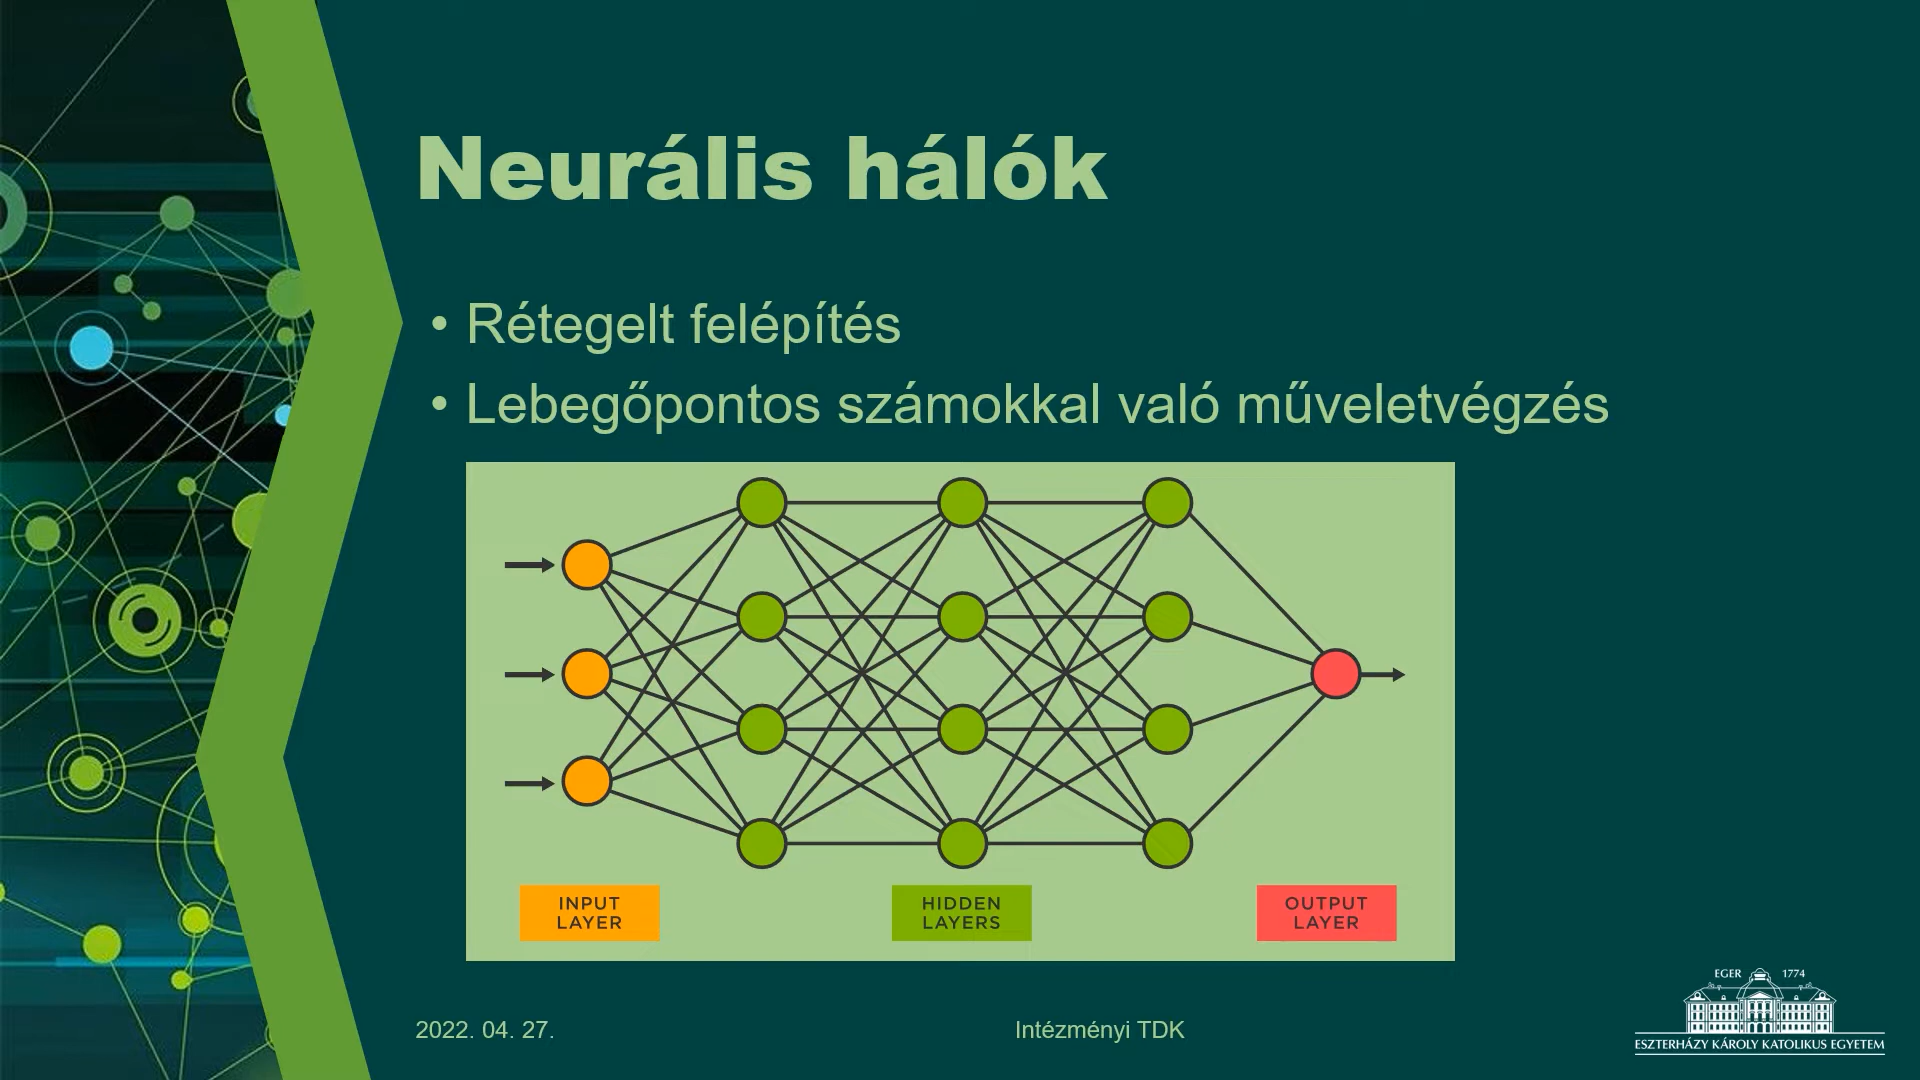 Neurális hálók
• Rétegelt felépítés
• Lebegőpontos számokkal való műveletvégzés
INPUT
LAYER
HIDDEN
LAYERS
OUTPUT
LAYER
2022. 04. 27.
Intézményi TDK
EGER 1774
ESZTERHÁZY KÁROLY KATOLIKUS EGYETEM